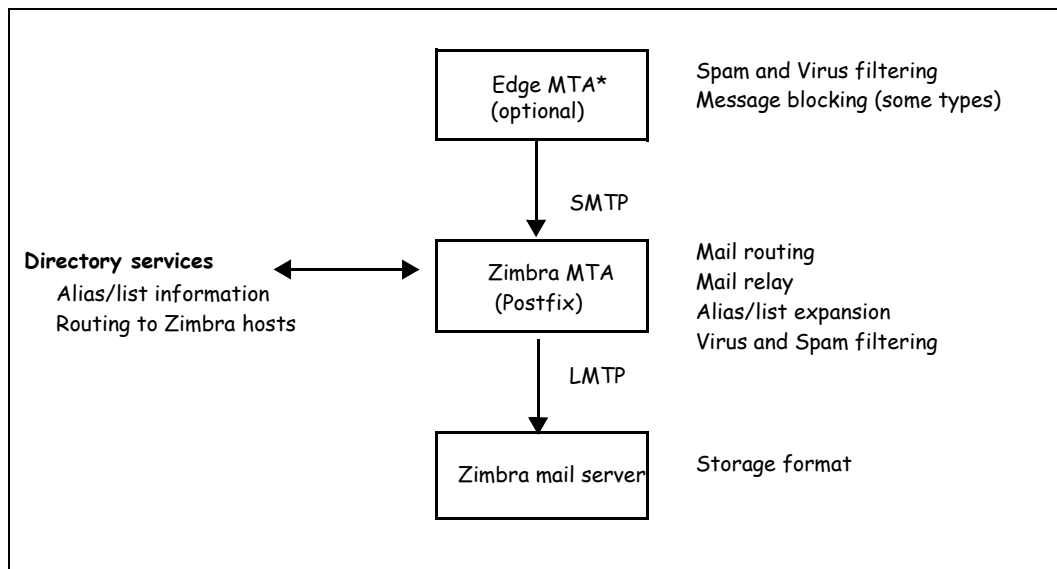 Edge MTA*
(optional)
Spam and Virus filtering
Message blocking (some types)
SMTP
Directory services
Alias/list information
Routing to Zimbra hosts
Zimbra MTA
(Postfix)
Mail routing
Mail relay
Alias/list expansion
Virus and Spam filtering
LMTP
Zimbra mail server
Storage format